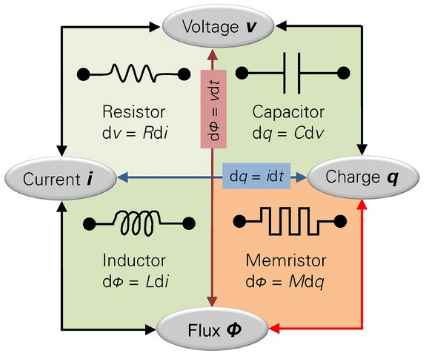 Voltage v
Resistor
dv = Rdi
dΦ = vdt
Capacitor
dq = Cdv
Current i
dq = idt
Charge q
Inductor
dΦ = Ldi
Memristor
dΦ = Mdq
Flux Φ